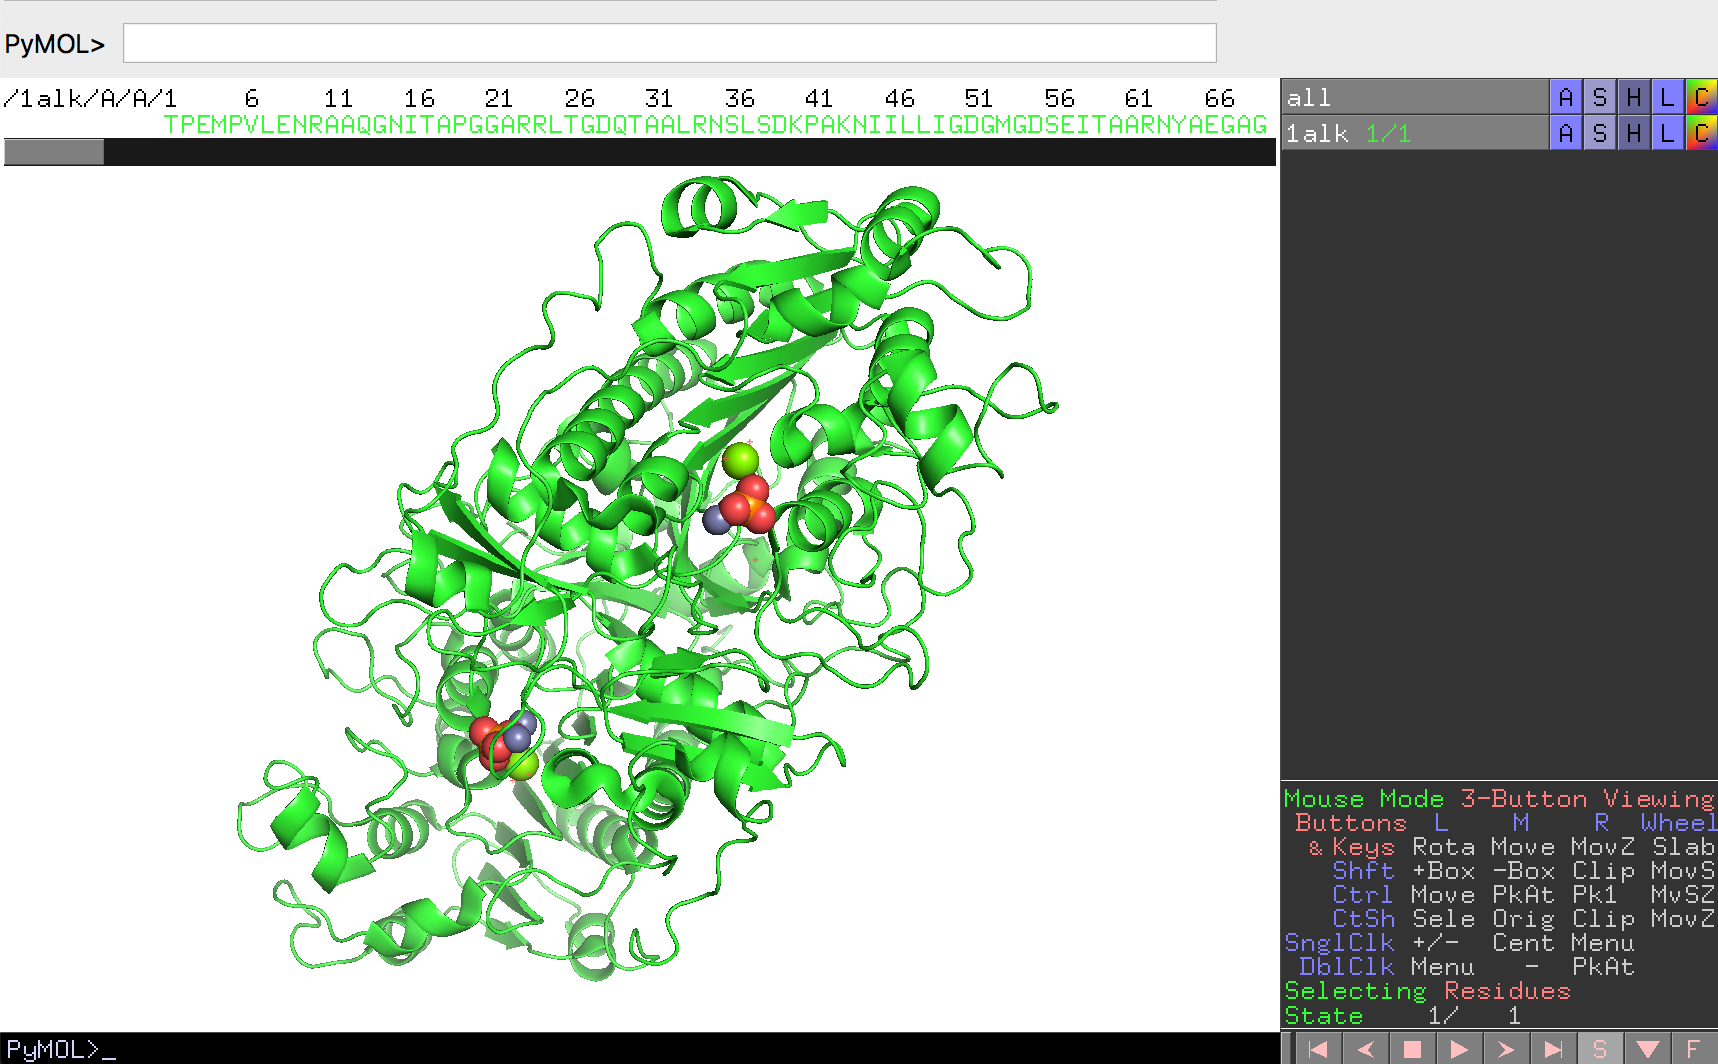 PyMOL>
/1alk/A/A/1 6 11 16 21 26 31 36 41 46 51 56 61 66
TPEMPVLENRAAQGNITAPGGARRLTGDQTAALRNSLSDKPAKNIILLIGDGMGDSEITAARNYAEGAG
all A S H L C
1alk 1/1 A S H L C
Mouse Mode 3-Button Viewing
Buttons L M R Wheel
& Keys Rota Move MovZ Slab
Shft +Box -Box Clip MovS
Ctrl Move PkAt Pk1 MvSZ
CtSh Sele Orig Clip MovZ
SnglClk +/- Cent Menu
DblClk Menu - PkAt
Selecting Residues
State 1/ 1
PyMOL>_
S F